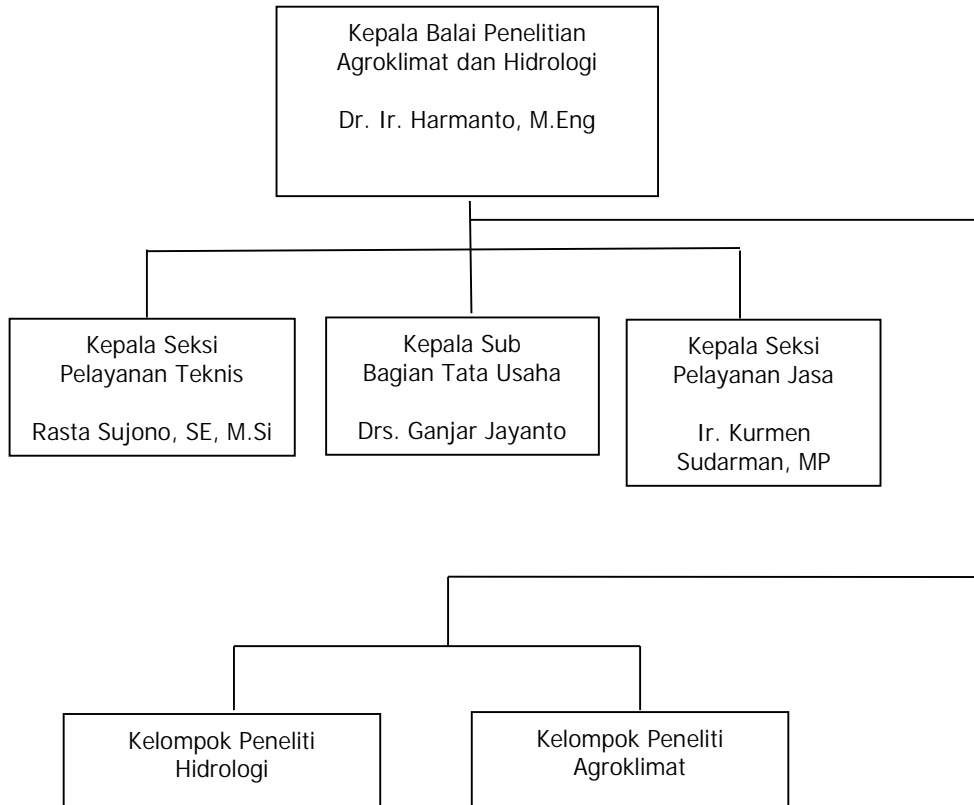 Kepala Balai Penelitian
Agroklimat dan Hidrologi
Dr. Ir. Harmanto, M.Eng
Kepala Seksi
Pelayanan Teknis
Rasta Sujono, SE, M.Si
Kepala Sub
Bagian Tata Usaha
Drs. Ganjar Jayanto
Kepala Seksi
Pelayanan Jasa
Ir. Kurmen
Sudarman, MP
Kelompok Peneliti
Hidrologi
Kelompok Peneliti
Agroklimat